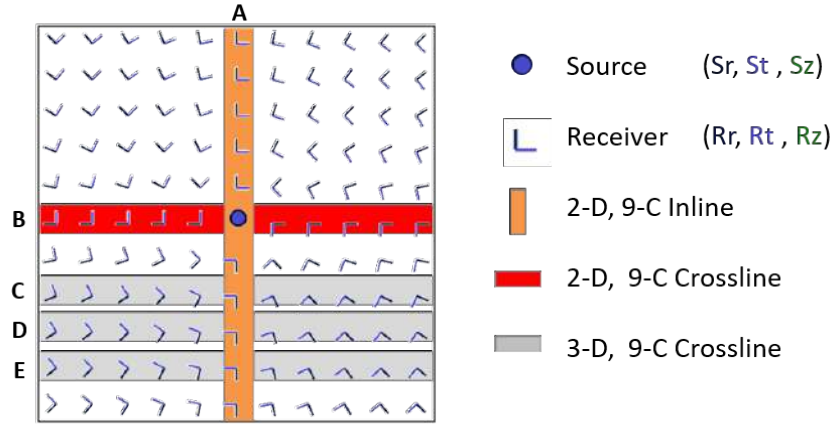 A
Source (Sr, St , Sz)
Receiver (Rr, Rt , Rz)
2-D, 9-C Inline
B
2-D, 9-C Crossline
C
3-D, 9-C Crossline
D
E